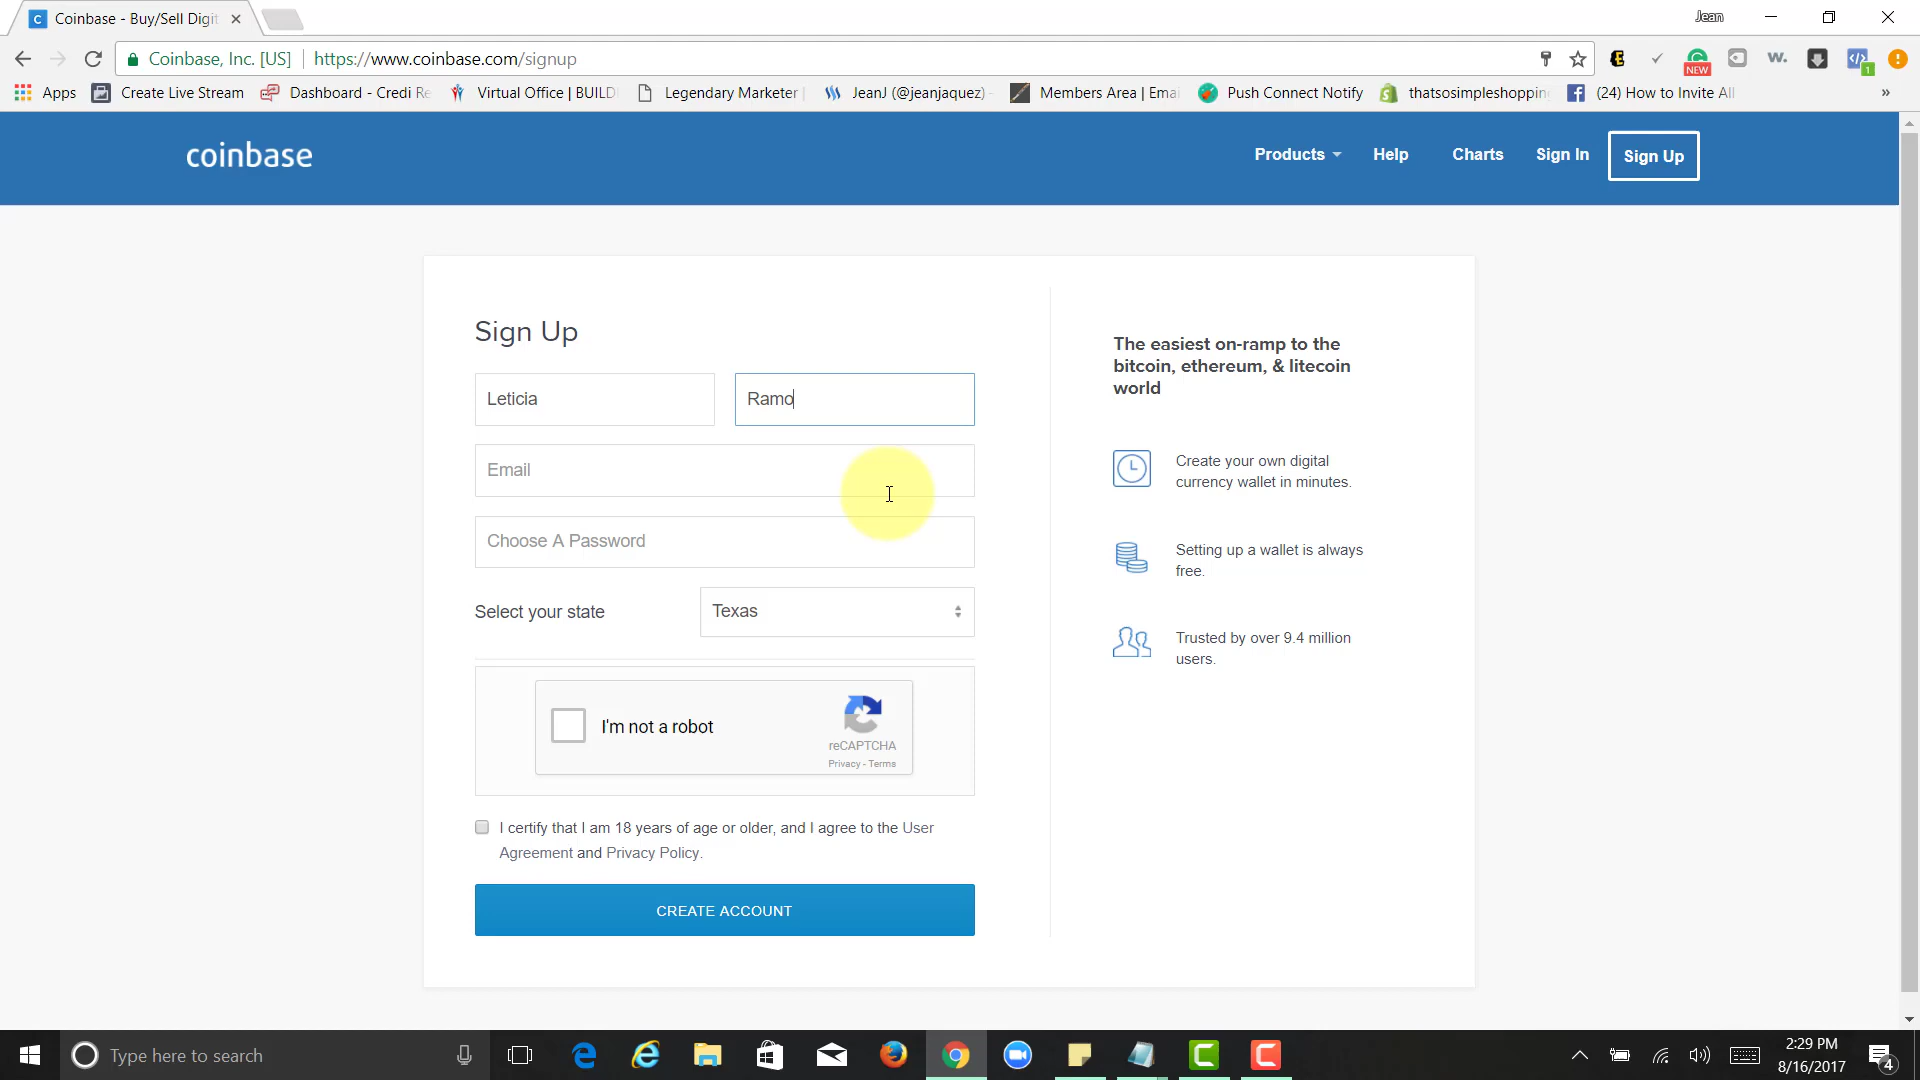 Coinbase - Buy/Sell Digit
Jean
Coinbase, Inc. [US] https://www.coinbase.com/signup
NEW
w.
1
Apps Create Live Stream Dashboard - Credi Re Virtual Office | BUILD Legendary Marketer JeanJ (@jeanjaquez) - Members Area | Emai Push Connect Notify thatsosimpleshoppin (24) How to Invite All »
coinbase
Products Help Charts Sign In Sign Up
Sign Up
Leticia Ramo
Email
Choose A Password
Select your state Texas
I'm not a robot
reCAPTCHA
Privacy - Terms
I certify that I am 18 years of age or older, and I agree to the User
Agreement and Privacy Policy.
CREATE ACCOUNT
The easiest on-ramp to the
bitcoin, ethereum, & litecoin
world
Create your own digital
currency wallet in minutes.
Setting up a wallet is always
free.
Trusted by over 9.4 million
users.
Type here to search
2:29 PM
8/16/2017
4